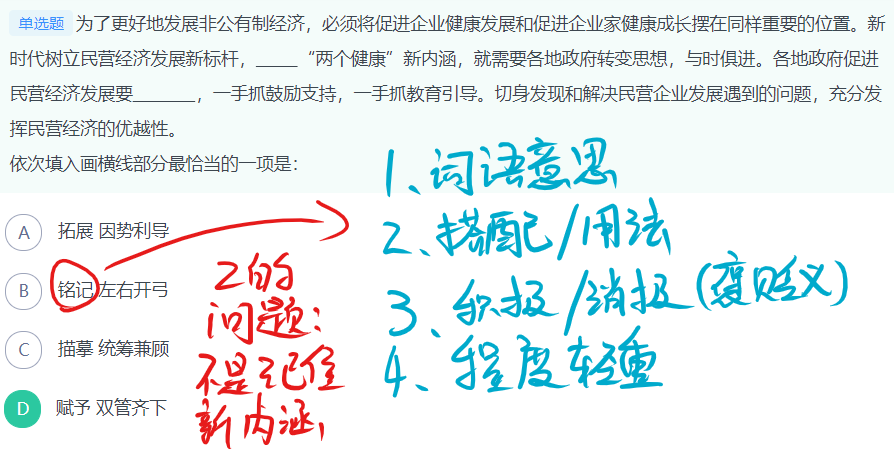 单选题 为了更好地发展非公有制经济，必须将促进企业健康发展和促进企业家健康成长摆在同样重要的位置。新
时代树立民营经济发展新标杆，_____“两个健康”新内涵，就需要各地政府转变思想，与时俱进。各地政府促进
民营经济发展要________，一手抓鼓励支持，一手抓教育引导。切身发现和解决民营企业发展遇到的问题，充分发
挥民营经济的优越性。
依次填入画横线部分最恰当的一项是：
A 拓展 因势利导
B 铭记 左右开弓
C 描摹 统筹兼顾
D 赋予 双管齐下
1、词语意思
2、搭配/用法
3、积极/消极(褒贬义)
4、程度轻重
2的
问题：
不是记住
新内涵，